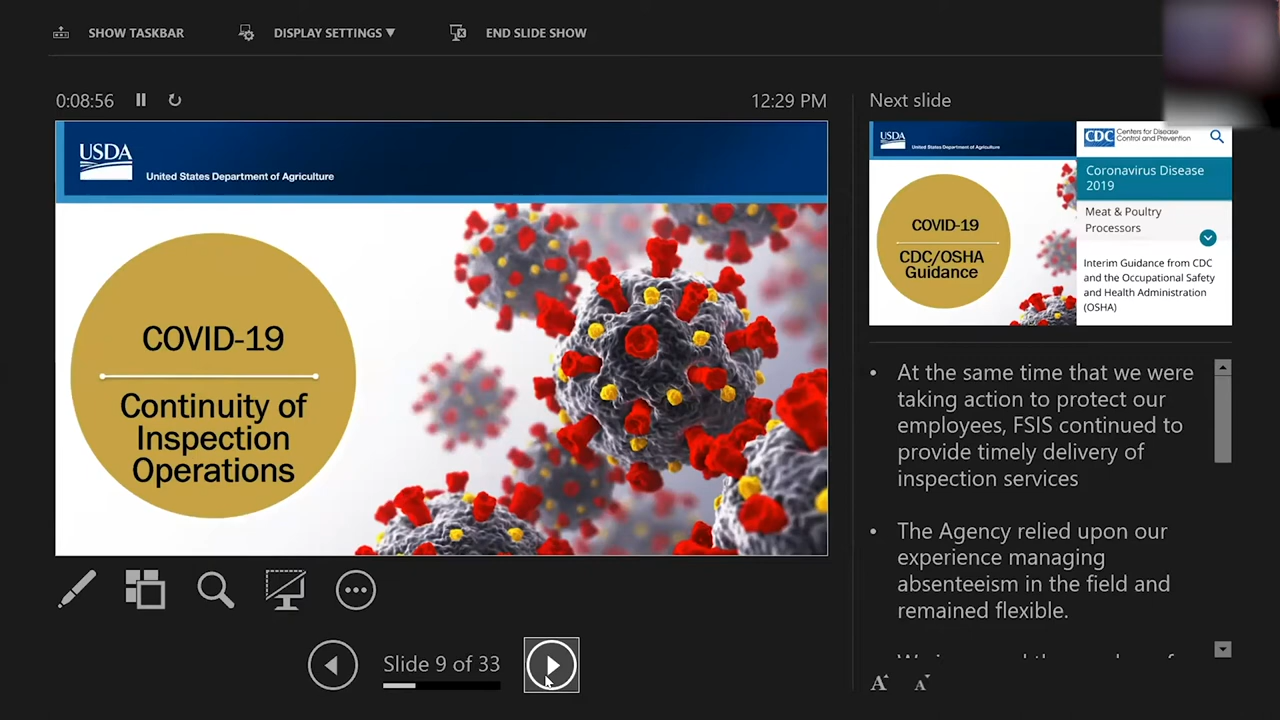 SHOW TASKBAR
DISPLAY SETTINGS ▼
END SLIDE SHOW
0:08:56
12:29 PM
USDA
United States Department of Agriculture
COVID-19
Continuity of
Inspection
Operations
Slide 9 of 33
Next slide
USDA
United States Department of Agriculture
COVID-19
CDC/OSHA
Guidance
CDC
Centers for Disease
Control and Prevention
Coronavirus Disease
2019
Meat & Poultry
Processors
Interim Guidance from CDC
and the Occupational Safety
and Health Administration
(OSHA)
• At the same time that we were
taking action to protect our
employees, FSIS continued to
provide timely delivery of
inspection services
• The Agency relied upon our
experience managing
absenteeism in the field and
remained flexible.
A A